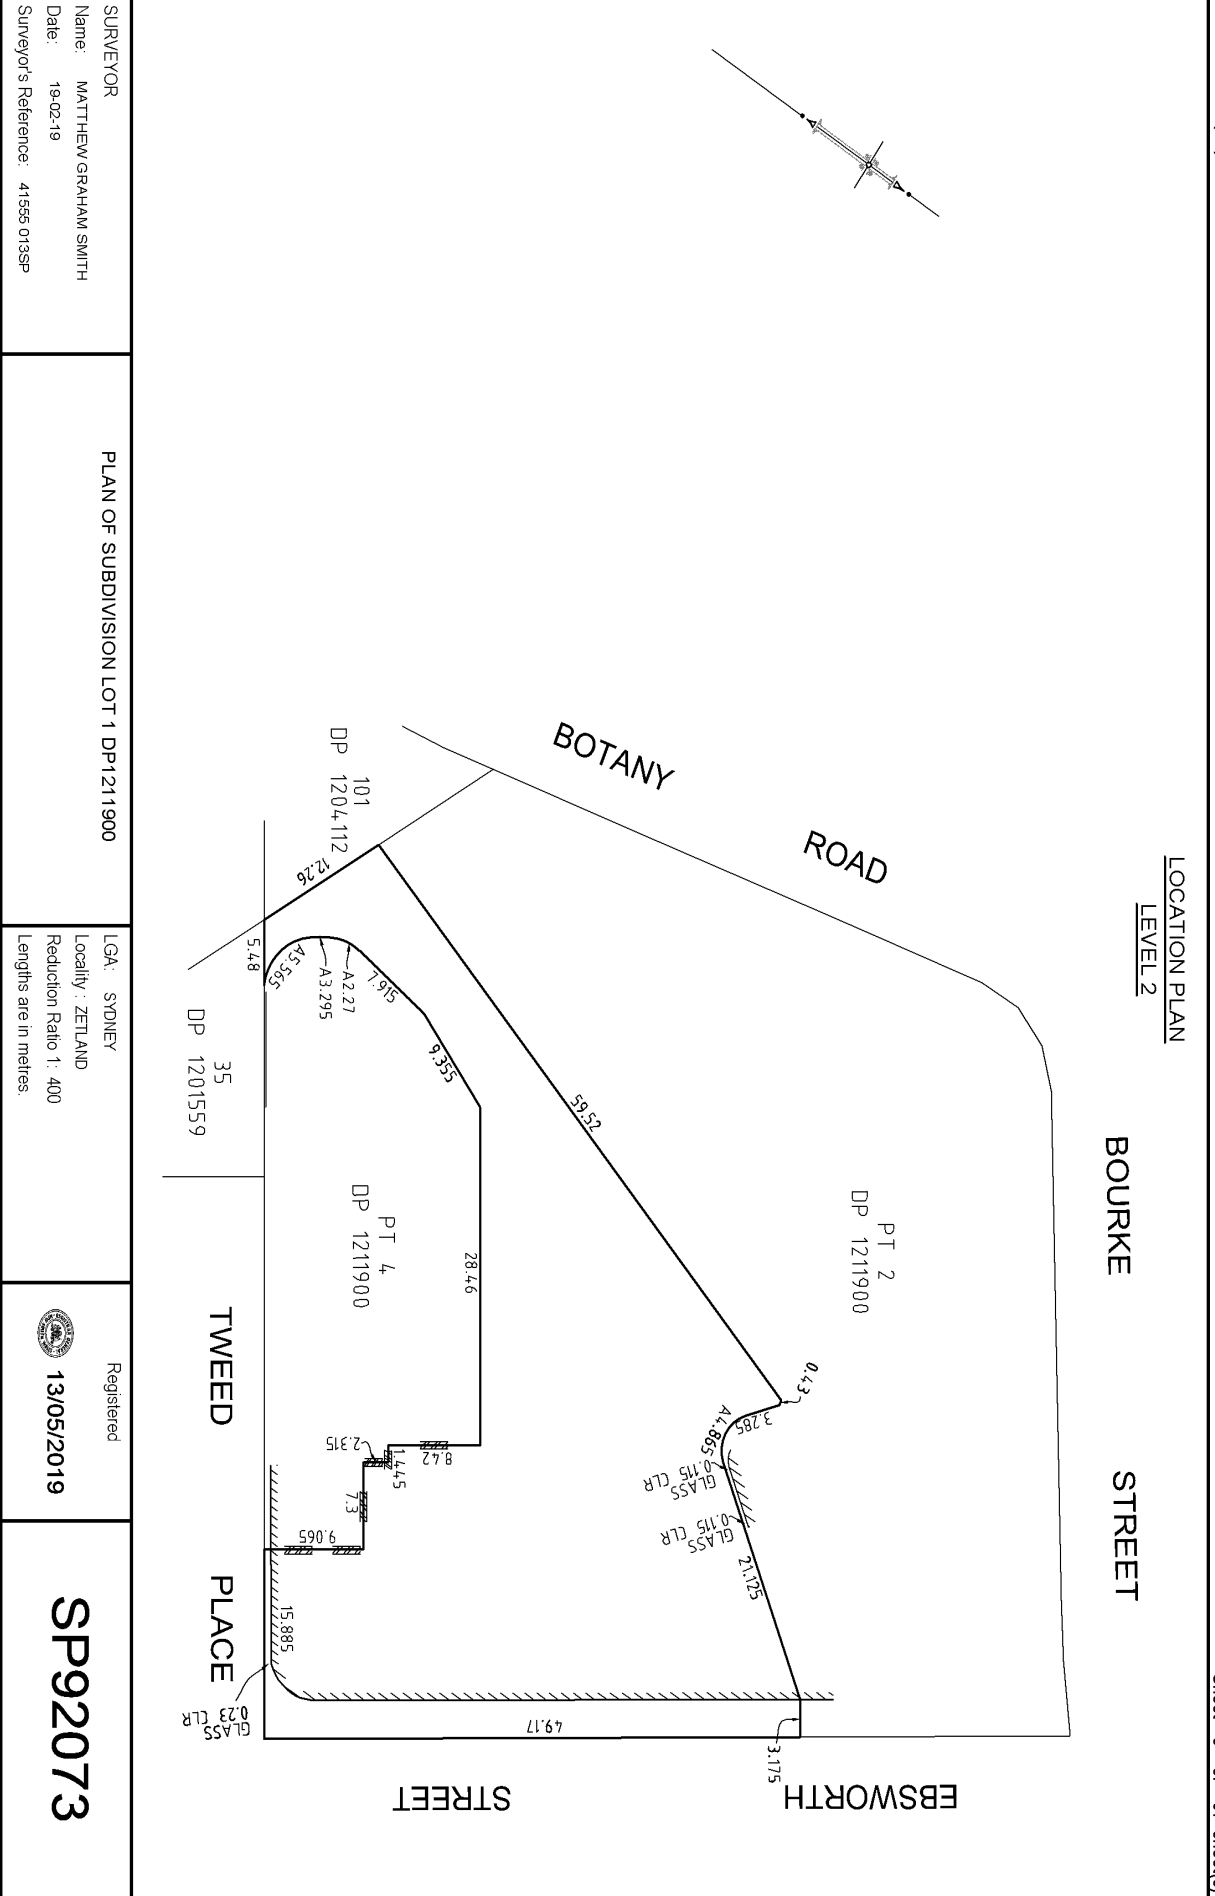 LOCATION PLAN
LEVEL 2
BOURKE
STREET
BOTANY
ROAD
EBSWORTH
STREET
TWEED
PLACE
101
DP 1204112
35
DP 1201559
PT 4
DP 1211900
PT 2
DP 1211900
12.26
5.48
A5.565
A3.295
A2.27
7.915
9.355
28.46
59.52
0.43
3.285
A4.865
GLASS
0.115 CLR
GLASS
0.115 CLR
21.125
8.42
1.445
2.315
7.3
9.065
15.885
GLASS
0.23 CLR
49.17
3.175
SURVEYOR
Name: MATTHEW GRAHAM SMITH
Date: 19-02-19
Surveyor's Reference: 41555 013SP
PLAN OF SUBDIVISION LOT 1 DP1211900
LGA: SYDNEY
Locality : ZETLAND
Reduction Ratio 1: 400
Lengths are in metres.
Registered
13/05/2019
SP92073